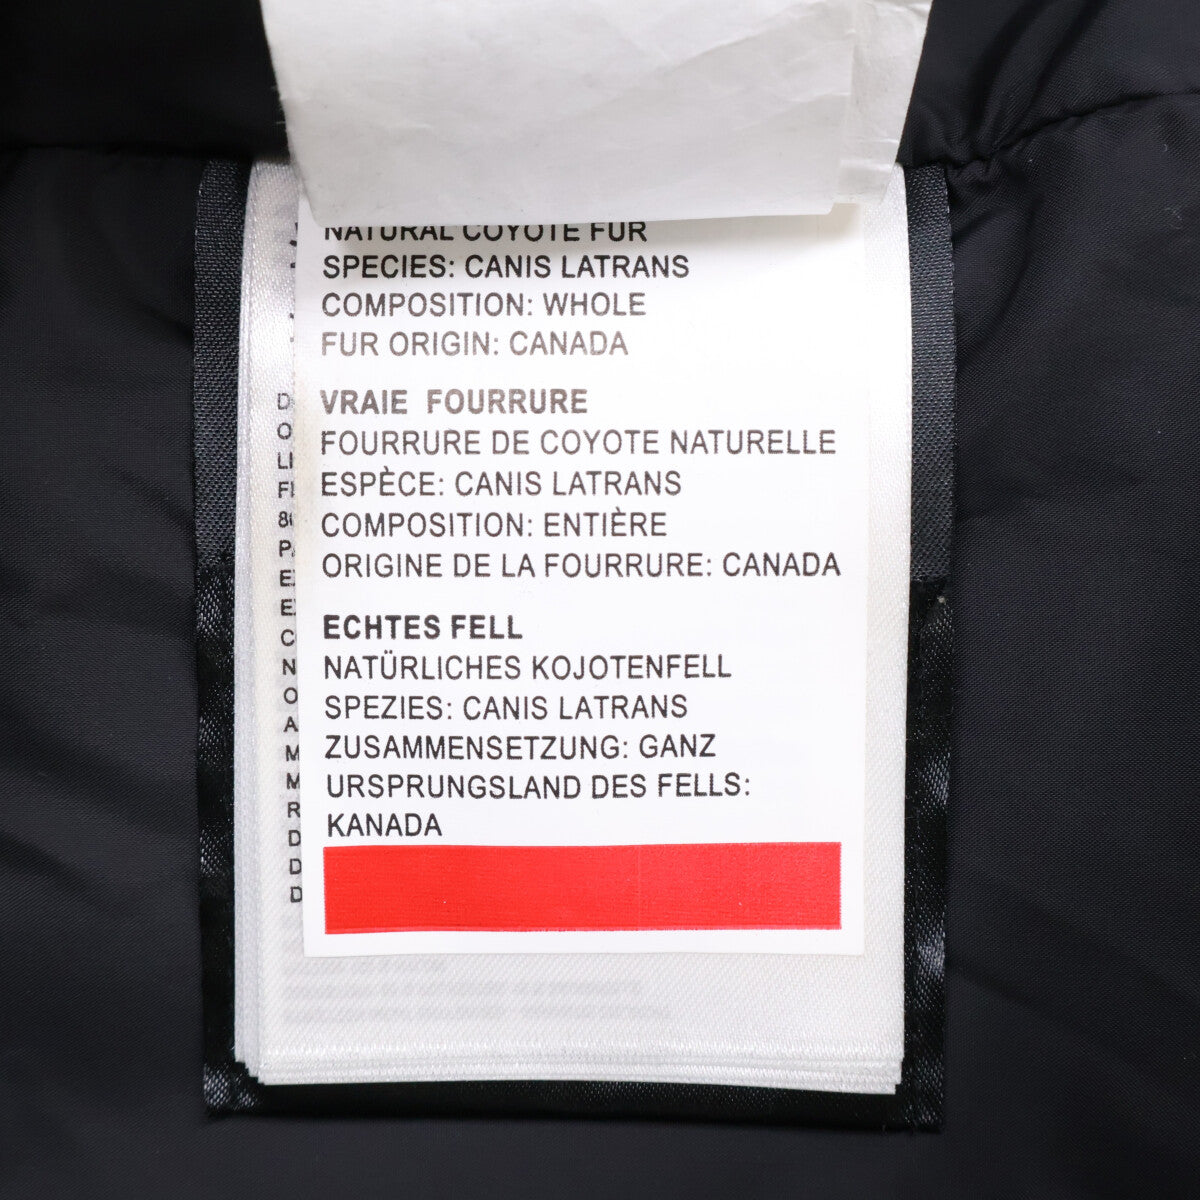 NATURAL COYOTE FUR
SPECIES: CANIS LATRANS
COMPOSITION: WHOLE
FUR ORIGIN: CANADA
VRAIE FOURRURE
FOURRURE DE COYOTE NATURELLE
ESPÈCE: CANIS LATRANS
COMPOSITION: ENTIÈRE
ORIGINE DE LA FOURRURE: CANADA
ECHTES FELL
NATÜRLICHES KOJOTENFELL
SPEZIES: CANIS LATRANS
ZUSAMMENSETZUNG: GANZ
URSPRUNGSLAND DES FELLS:
KANADA